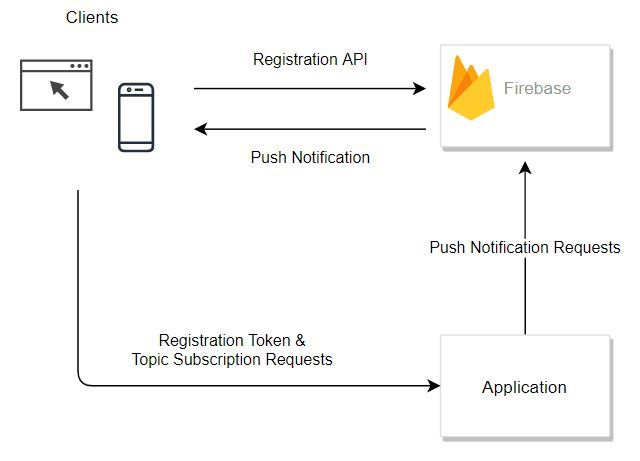 Clients
Registration API
Firebase
Push Notification
Push Notification Requests
Registration Token &
Topic Subscription Requests
Application